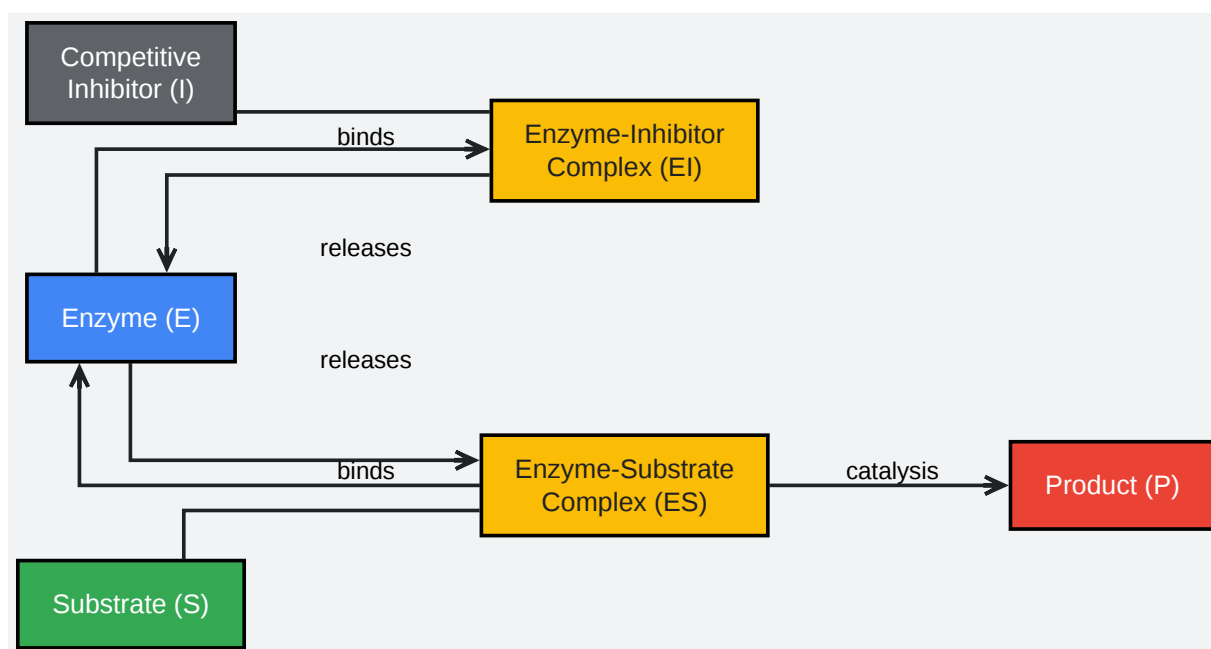 Competitive
Inhibitor (I)
binds
Enzyme-Inhibitor
Complex (EI)
releases
Enzyme (E)
releases
binds
Enzyme-Substrate
Complex (ES)
catalysis
Product (P)
Substrate (S)